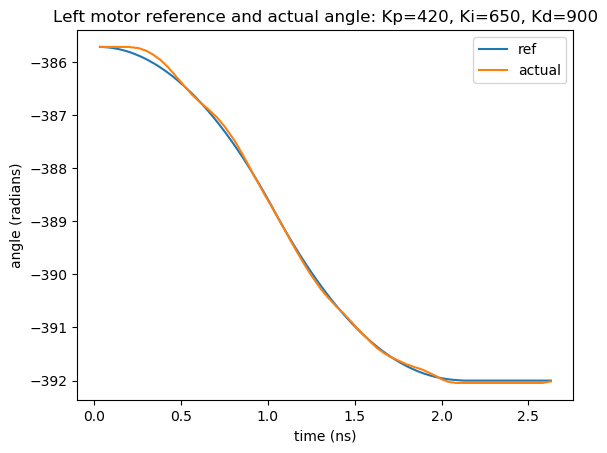 Left motor reference and actual angle: Kp=420, Ki=650, Kd=900
ref
actual
−386
−387
−388
−389
−390
−391
−392
angle (radians)
0.0 0.5 1.0 1.5 2.0 2.5
time (ns)